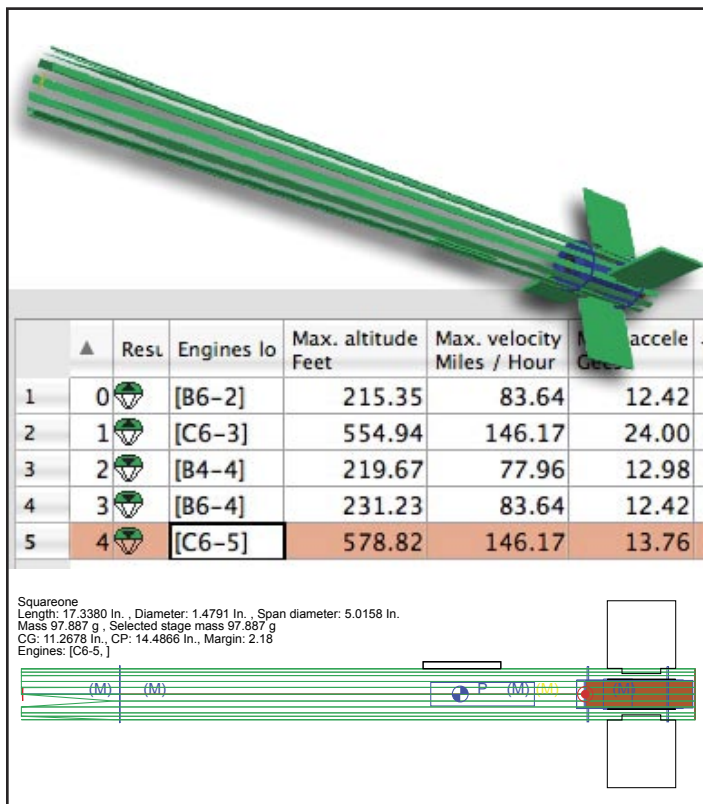 ▲ Resu Engines lo Max. altitude Feet Max. velocity Miles / Hour accele
1 0 [B6-2] 215.35 83.64 12.42
2 1 [C6-3] 554.94 146.17 24.00
3 2 [B4-4] 219.67 77.96 12.98
4 3 [B6-4] 231.23 83.64 12.42
5 4 [C6-5] 578.82 146.17 13.76
Squareone
Length: 17.3380 In. , Diameter: 1.4791 In. , Span diameter: 5.0158 In.
Mass 97.887 g , Selected stage mass 97.887 g
CG: 11.2678 In., CP: 14.4866 In., Margin: 2.18
Engines: [C6-5, ]
(M) (M) P (M) (M) (M)